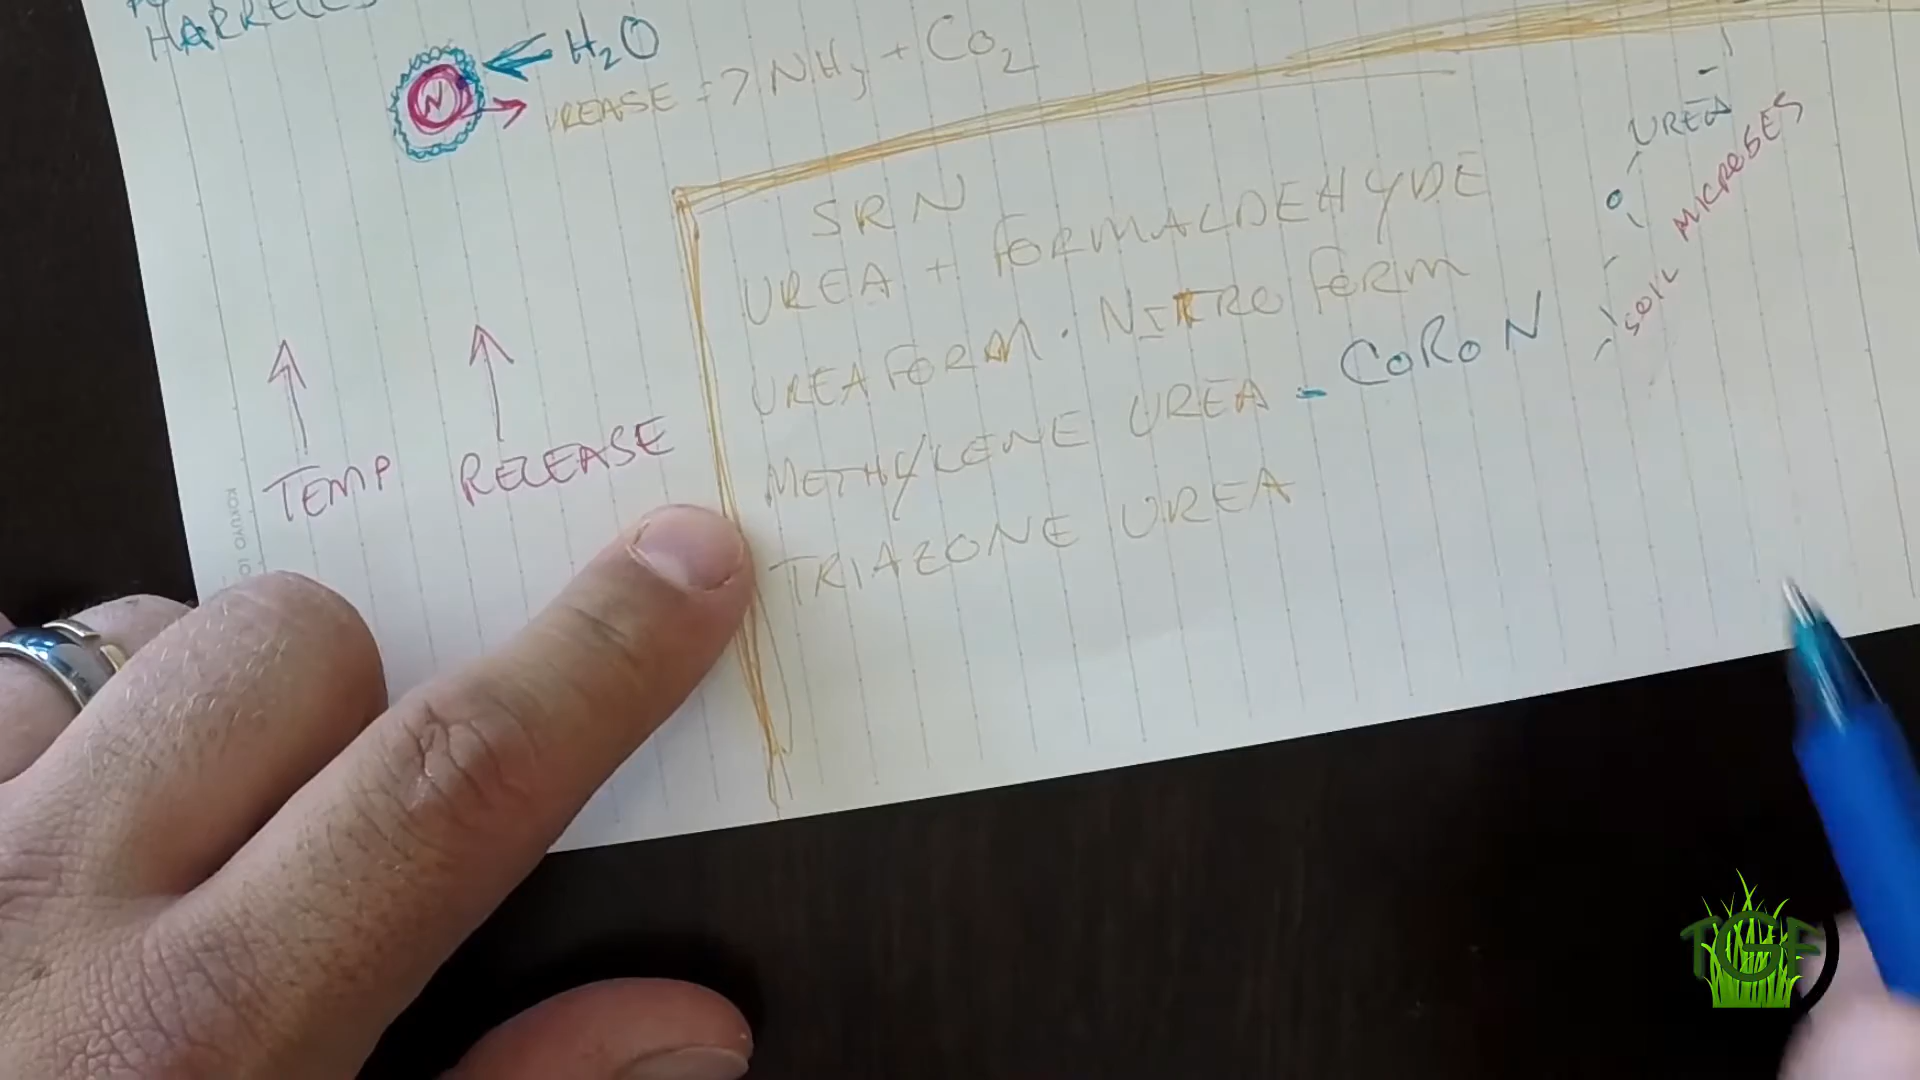 HARRELLS
H2O
N
UREASE => NH3 + CO2
SRN
UREA + FORMALDEHYDE
UREAFORM · NITROFORM
METHYLENE UREA - CORON
TRIAZONE UREA
TEMP RELEASE
UREA
SOIL MICROBES
TGF